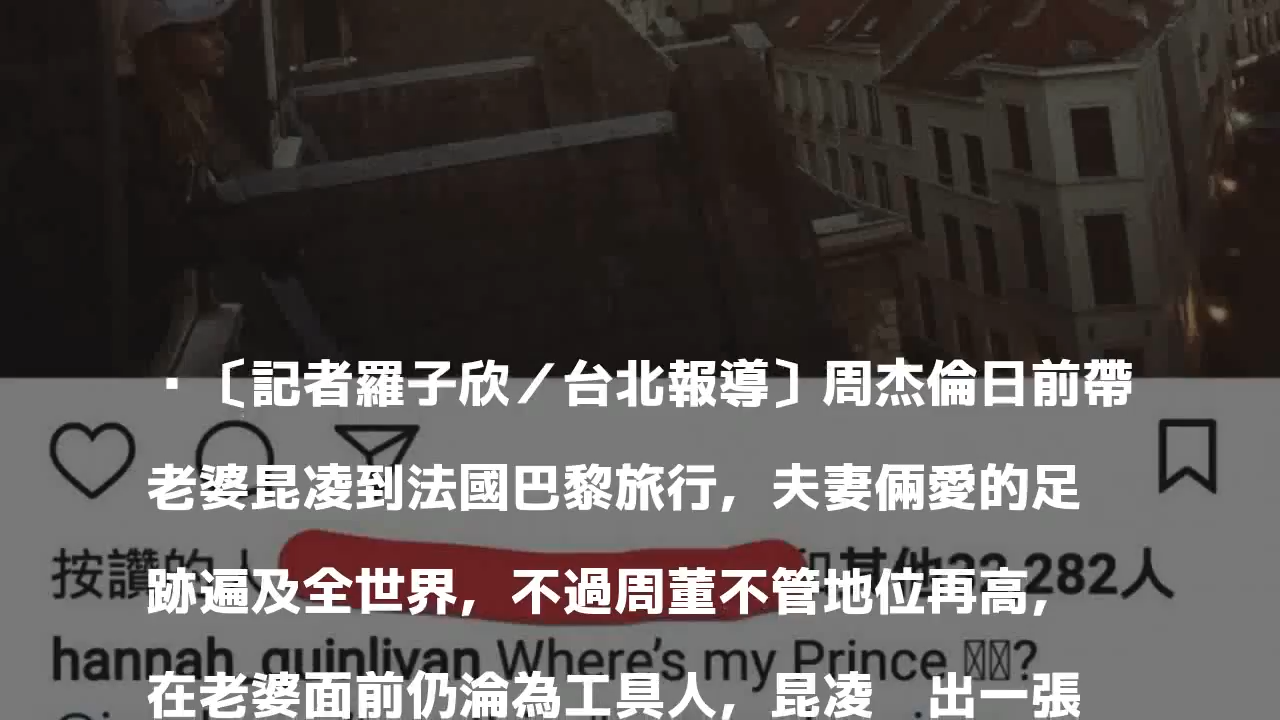 ·〔記者羅子欣／台北報導〕周杰倫日前帶
老婆昆凌到法國巴黎旅行，夫妻倆愛的足
按讚的人 其他 282人
跡遍及全世界，不過周董不管地位再高，
hannah_quinlivan Where's my Prince ?
在老婆面前仍淪為工具人，昆凌 出一張